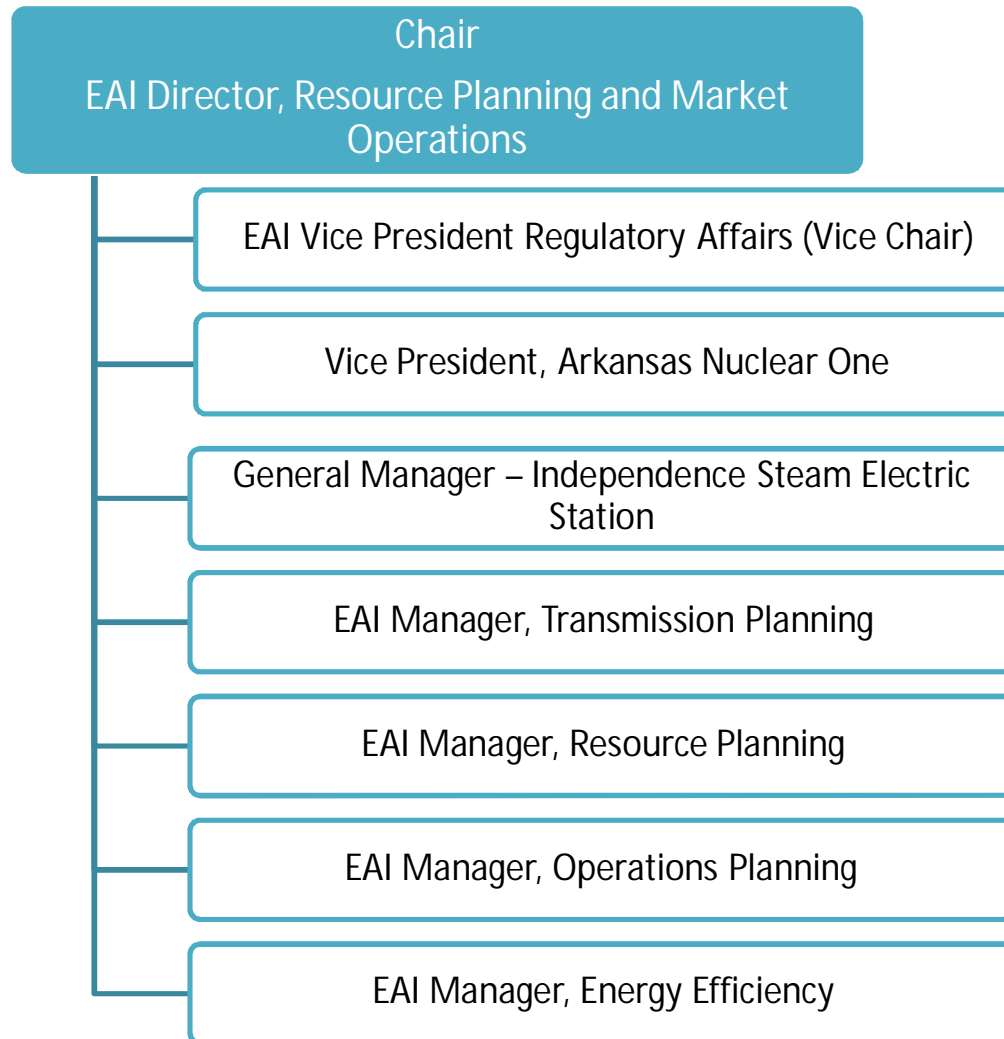 Chair
EAI Director, Resource Planning and Market
Operations
EAI Vice President Regulatory Affairs (Vice Chair)
Vice President, Arkansas Nuclear One
General Manager – Independence Steam Electric
Station
EAI Manager, Transmission Planning
EAI Manager, Resource Planning
EAI Manager, Operations Planning
EAI Manager, Energy Efficiency